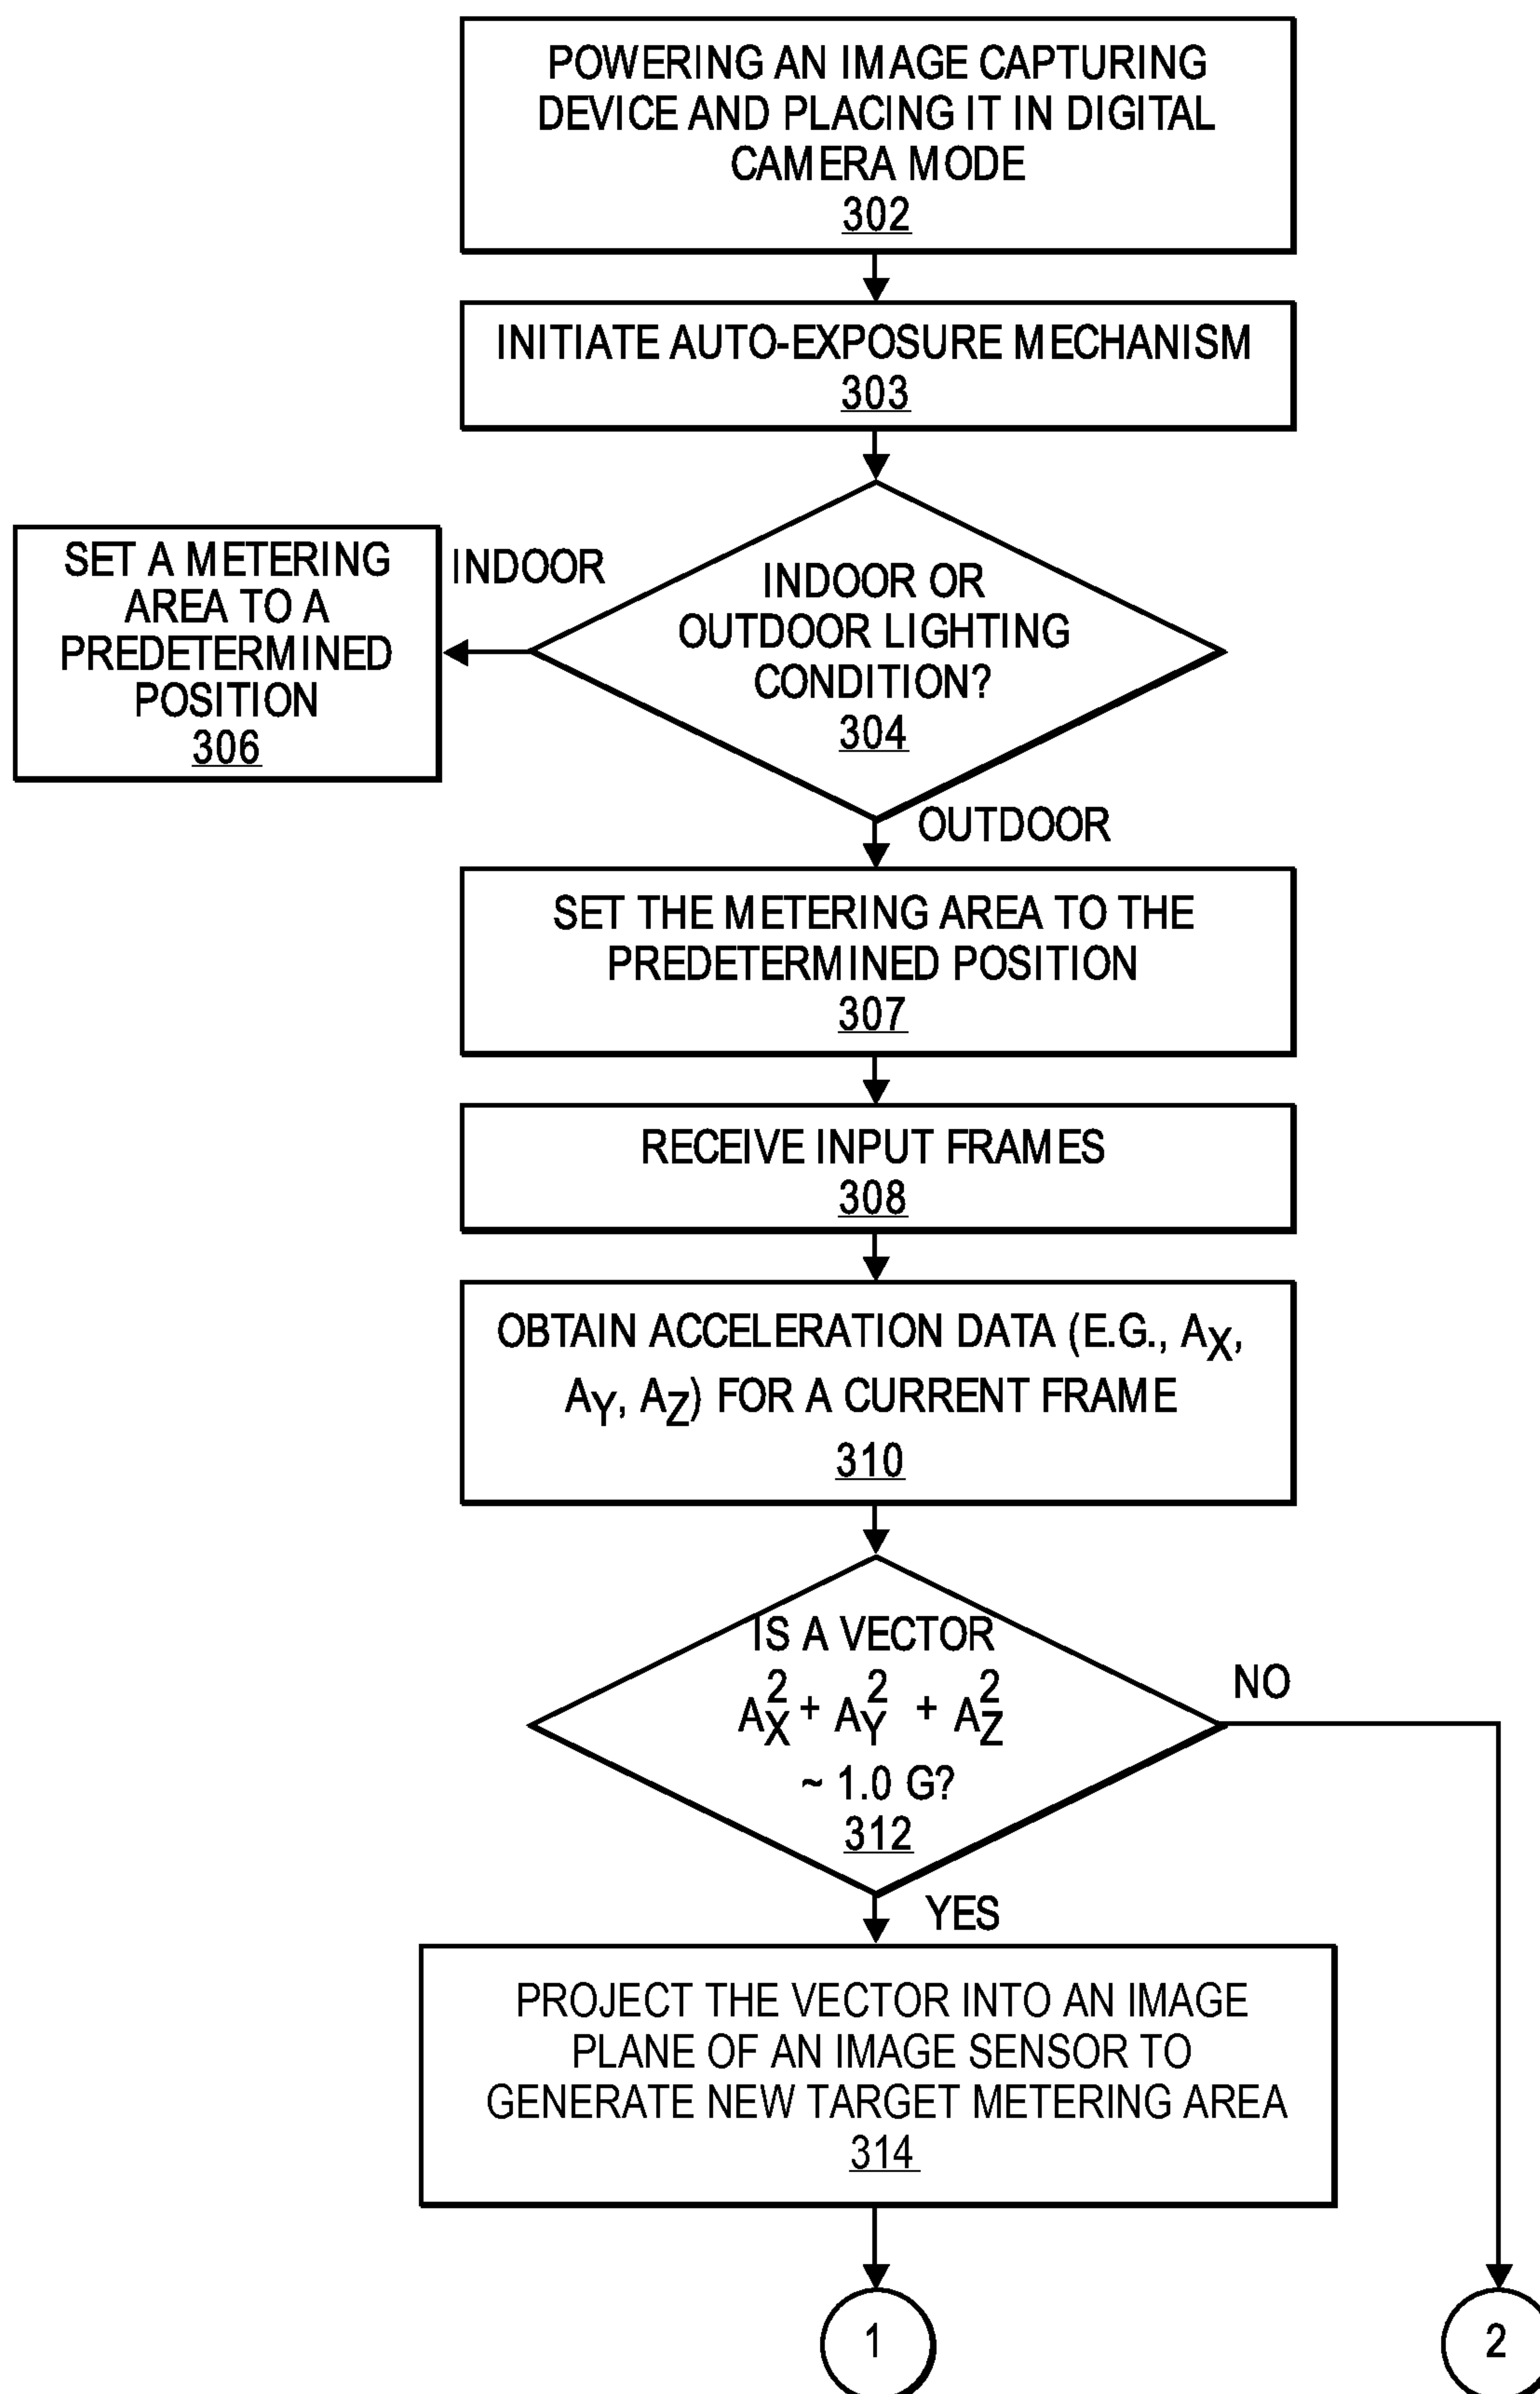 POWERING AN IMAGE CAPTURING
DEVICE AND PLACING IT IN DIGITAL
CAMERA MODE
302
INITIATE AUTO-EXPOSURE MECHANISM
303
SET A METERING
AREA TO A
PREDETERMINED
POSITION
306
INDOOR
INDOOR OR
OUTDOOR LIGHTING
CONDITION?
304
OUTDOOR
SET THE METERING AREA TO THE
PREDETERMINED POSITION
307
RECEIVE INPUT FRAMES
308
OBTAIN ACCELERATION DATA (E.G., AX,
AY, AZ) FOR A CURRENT FRAME
310
IS A VECTOR
AX² + AY² + AZ²
~ 1.0 G?
312
NO
YES
PROJECT THE VECTOR INTO AN IMAGE
PLANE OF AN IMAGE SENSOR TO
GENERATE NEW TARGET METERING AREA
314
1
2